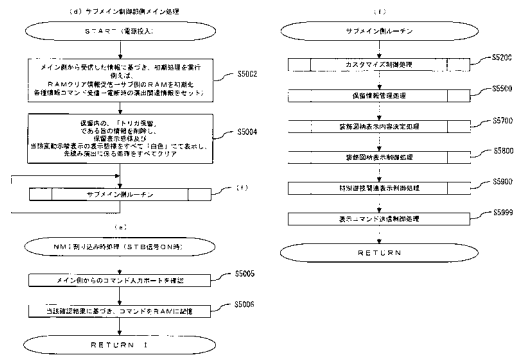 (d) サブメイン制御部側メイン処理
START（電源投入）
メイン側から受信した情報に基づき、初期処理を実行
例えば、
RAMクリア情報受信→サブ側のRAMを初期化
各種情報コマンド受信→電断時の演出関連情報をセット
S5002
保留内の、「トリガ保留」
である旨の情報を削除し、
保留表示態様及び
当該変動示唆表示の表示態様をすべて「白色」にて表示し、
先読み演出に係る処理をすべてクリア
S5004
サブメイン側ルーチン
(f)
(e)
NMI割り込み時処理（STB信号ON時）
メイン側からのコマンド入力ポートを確認
S5005
当該確認結果に基づき、コマンドをRAMに記憶
S5006
RETURN I
(f)
サブメイン側ルーチン
カスタマイズ制御処理
S5200
保留情報管理処理
S5500
装飾図柄表示内容決定処理
S5700
装飾図柄表示制御処理
S5800
特別遊技関連表示制御処理
S5900
表示コマンド送信制御処理
S5999
RETURN